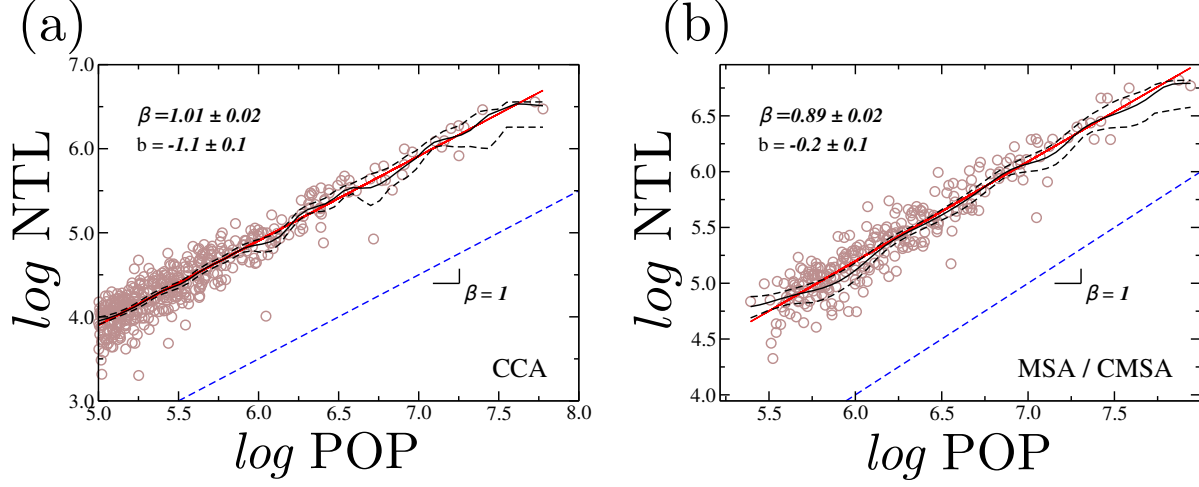 (a)
log NTL
7.0
6.0
5.0
4.0
3.0
β=1.01 ± 0.02
b = -1.1 ± 0.1
β = 1
CCA
5.0 5.5 6.0 6.5 7.0 7.5 8.0
log POP
(b)
log NTL
6.5
6.0
5.5
5.0
4.5
4.0
β=0.89 ± 0.02
b = -0.2 ± 0.1
β = 1
MSA / CMSA
5.5 6.0 6.5 7.0 7.5
log POP